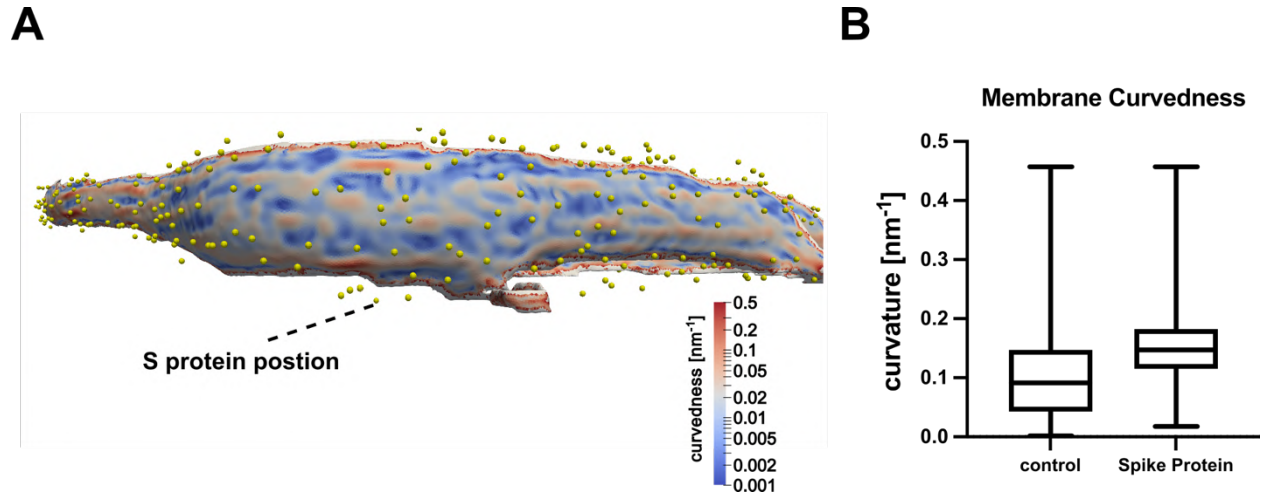 A
S protein postion
curvedness [nm-1]
0.5
0.2
0.1
0.05
0.02
0.01
0.005
0.002
0.001
B
Membrane Curvedness
curvature [nm-1]
0.5
0.4
0.3
0.2
0.1
0.0
control
Spike Protein